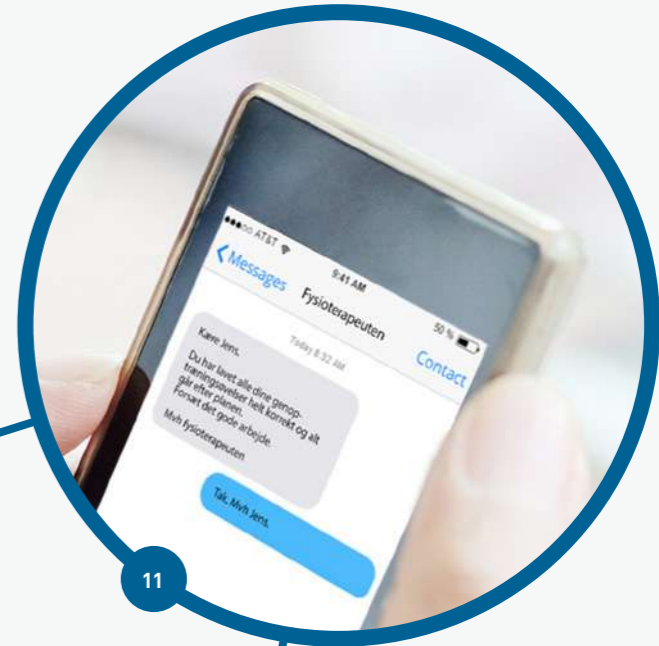 AT&T
9:41 AM
50 %
Messages
Fysioterapeuten
Contact
Today 8:32 AM
Kære Jens,
Du har lavet alle dine genop-
træningsøvelser helt korrekt og alt
går efter planen.
Forsæt det gode arbejde.
Mvh fysioterapeuten
Tak, Mvh Jens.
11